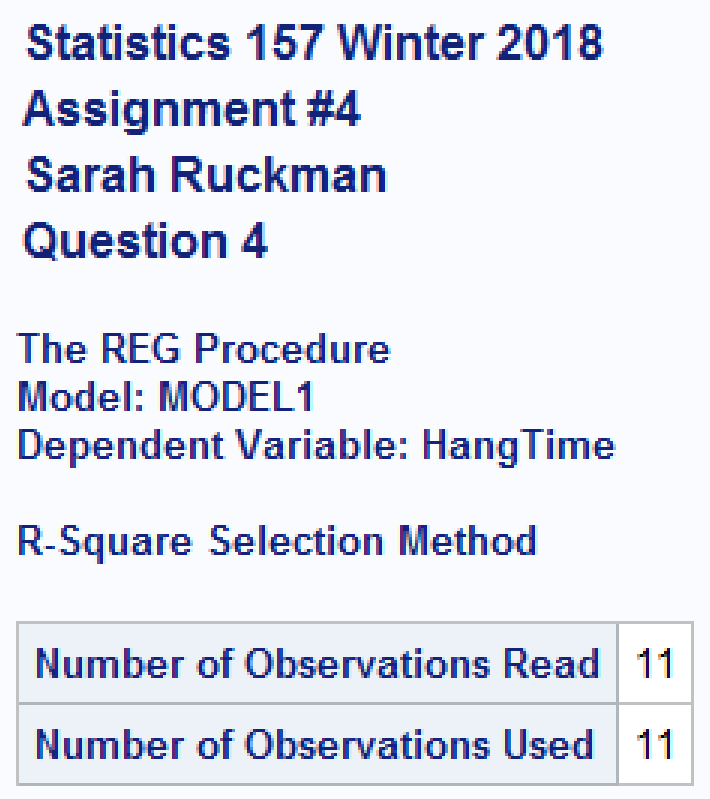 Statistics 157 Winter 2018
Assignment #4
Sarah Ruckman
Question 4
The REG Procedure
Model: MODEL1
Dependent Variable: HangTime
R-Square Selection Method
Number of Observations Read 11
Number of Observations Used 11